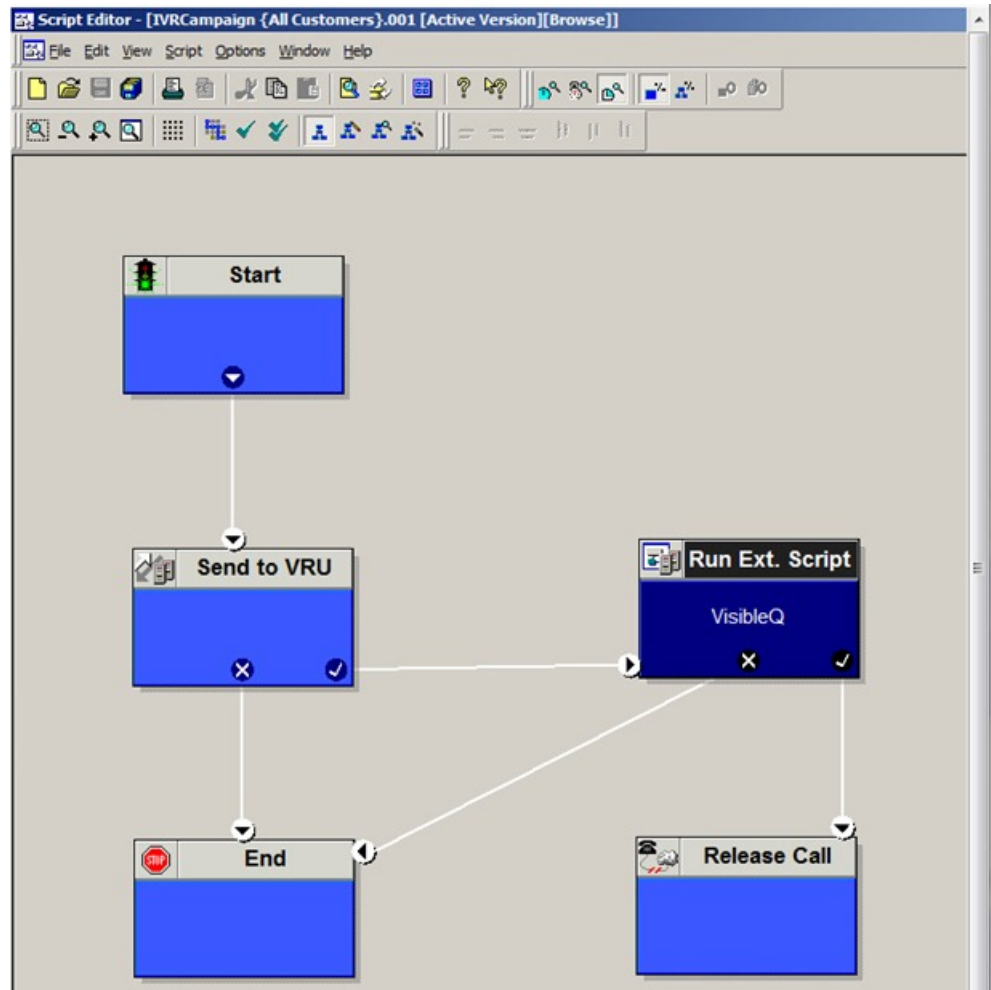 Script Editor - [IVRCampaign {All Customers}.001 [Active Version][Browse]]
File Edit View Script Options Window Help
Start
Send to VRU
Run Ext. Script
VisibleQ
STOP
End
Release Call